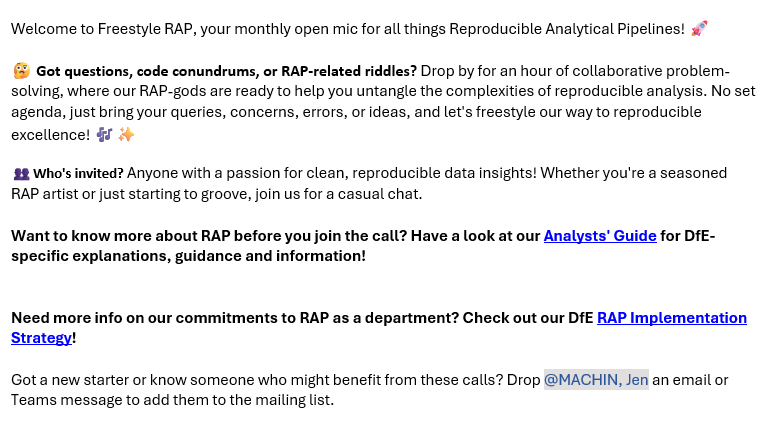 Welcome to Freestyle RAP, your monthly open mic for all things Reproducible Analytical Pipelines! 🚀
🤔 Got questions, code conundrums, or RAP-related riddles? Drop by for an hour of collaborative problem-
solving, where our RAP-gods are ready to help you untangle the complexities of reproducible analysis. No set
agenda, just bring your queries, concerns, errors, or ideas, and let's freestyle our way to reproducible
excellence! 🎶 ✨
👥 Who's invited? Anyone with a passion for clean, reproducible data insights! Whether you're a seasoned
RAP artist or just starting to groove, join us for a casual chat.
Want to know more about RAP before you join the call? Have a look at our Analysts' Guide for DfE-
specific explanations, guidance and information!
Need more info on our commitments to RAP as a department? Check out our DfE RAP Implementation
Strategy!
Got a new starter or know someone who might benefit from these calls? Drop @MACHIN, Jen an email or
Teams message to add them to the mailing list.